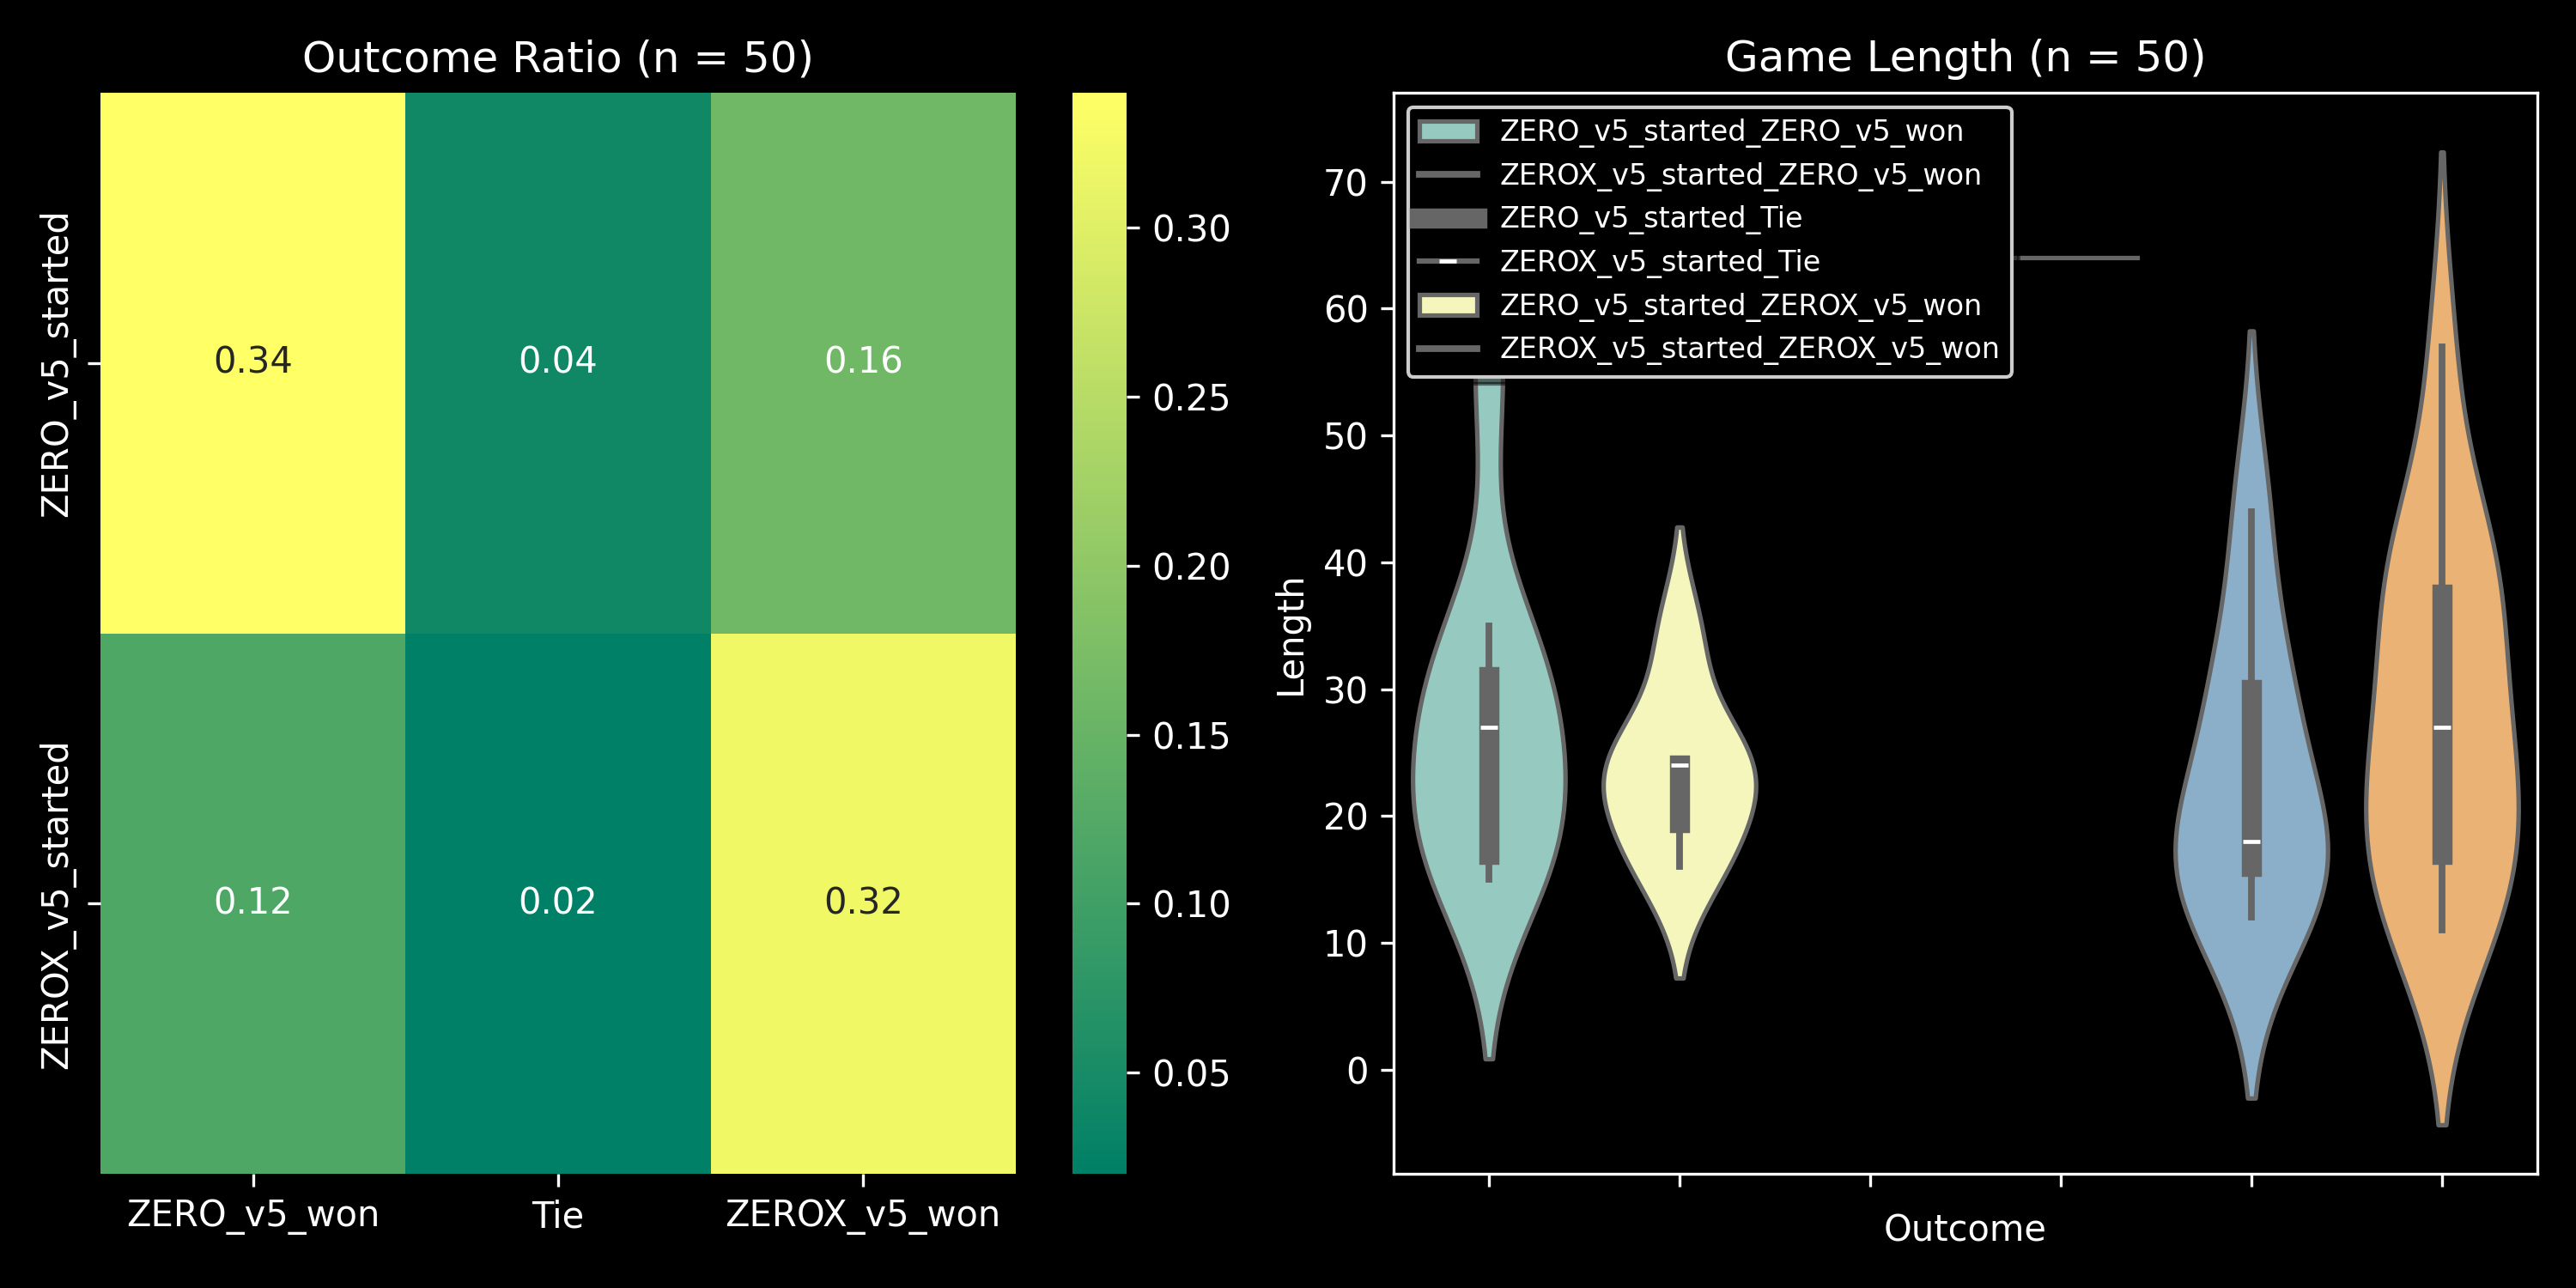 Outcome Ratio (n = 50)
ZERO_v5_started
ZEROX_v5_started
0.34
0.04
0.16
0.12
0.02
0.32
ZERO_v5_won
Tie
ZEROX_v5_won
0.30
0.25
0.20
0.15
0.10
0.05
Game Length (n = 50)
ZERO_v5_started_ZERO_v5_won
ZEROX_v5_started_ZERO_v5_won
ZERO_v5_started_Tie
ZEROX_v5_started_Tie
ZERO_v5_started_ZEROX_v5_won
ZEROX_v5_started_ZEROX_v5_won
Length
70
60
50
40
30
20
10
0
Outcome